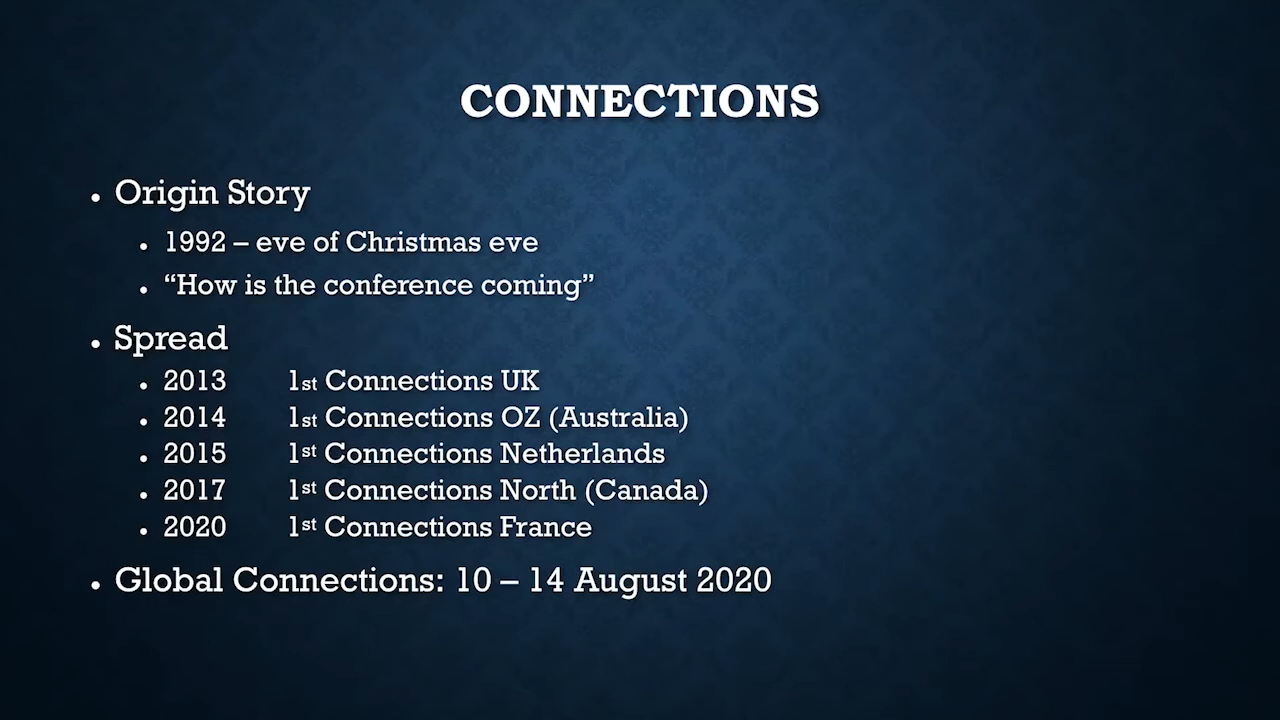 CONNECTIONS
• Origin Story
• 1992 – eve of Christmas eve
• “How is the conference coming”
• Spread
• 2013 1st Connections UK
• 2014 1st Connections OZ (Australia)
• 2015 1st Connections Netherlands
• 2017 1st Connections North (Canada)
• 2020 1st Connections France
• Global Connections: 10 – 14 August 2020